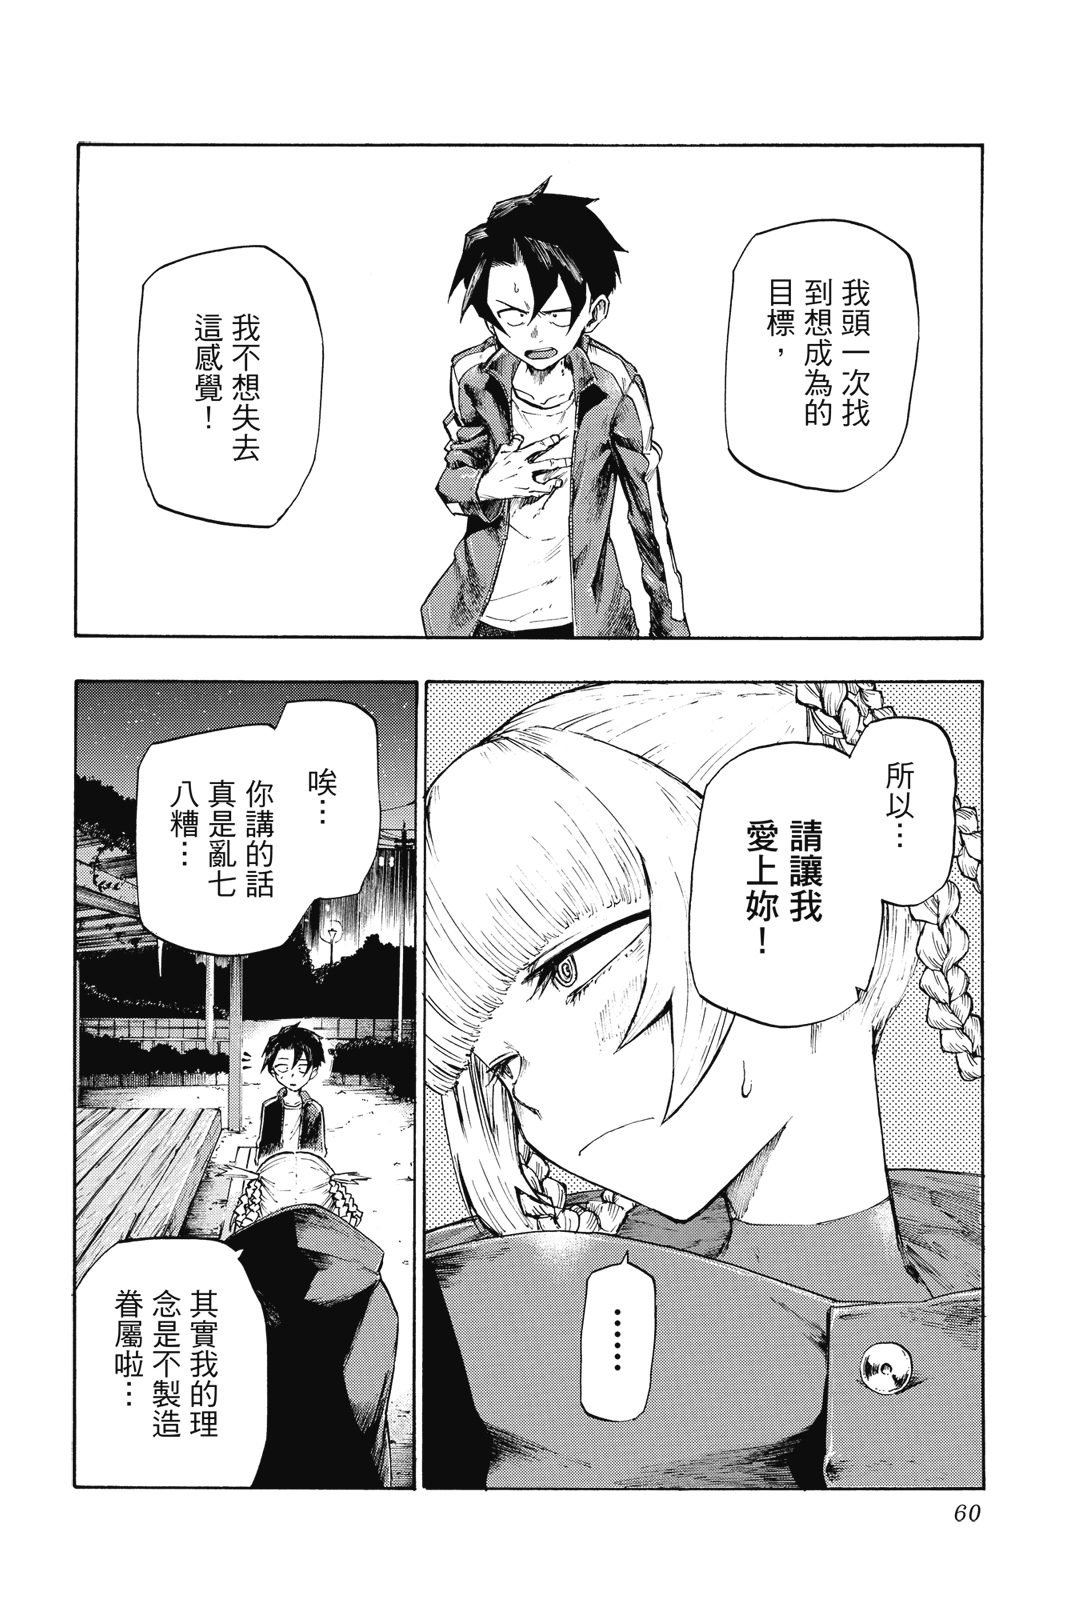 我頭一次找
到想成為的
目標，
我不想失去
這感覺！
所以…
請讓我
愛上妳！
……
唉…
你講的話
真是亂七
八糟…
其實我的理
念是不製造
眷屬啦…
60